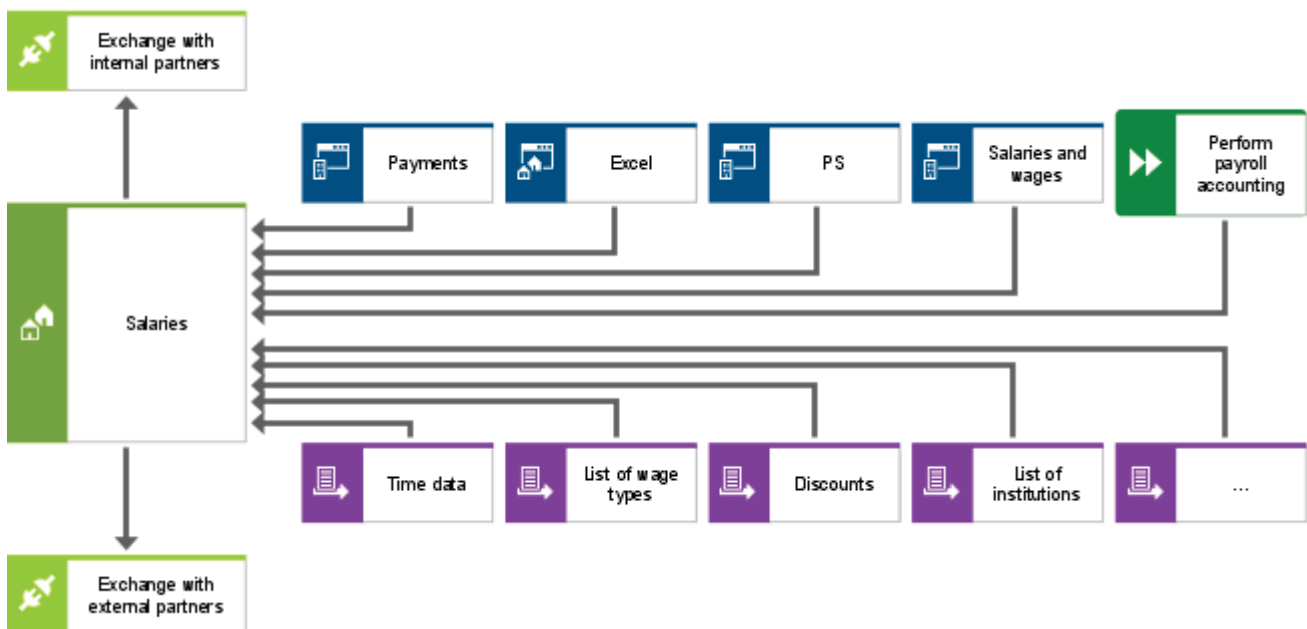 Exchange with
internal partners
Payments
Excel
PS
Salaries and
wages
Perform
payroll
accounting
Salaries
Time data
List of wage
types
Discounts
List of
institutions
...
Exchange with
external partners